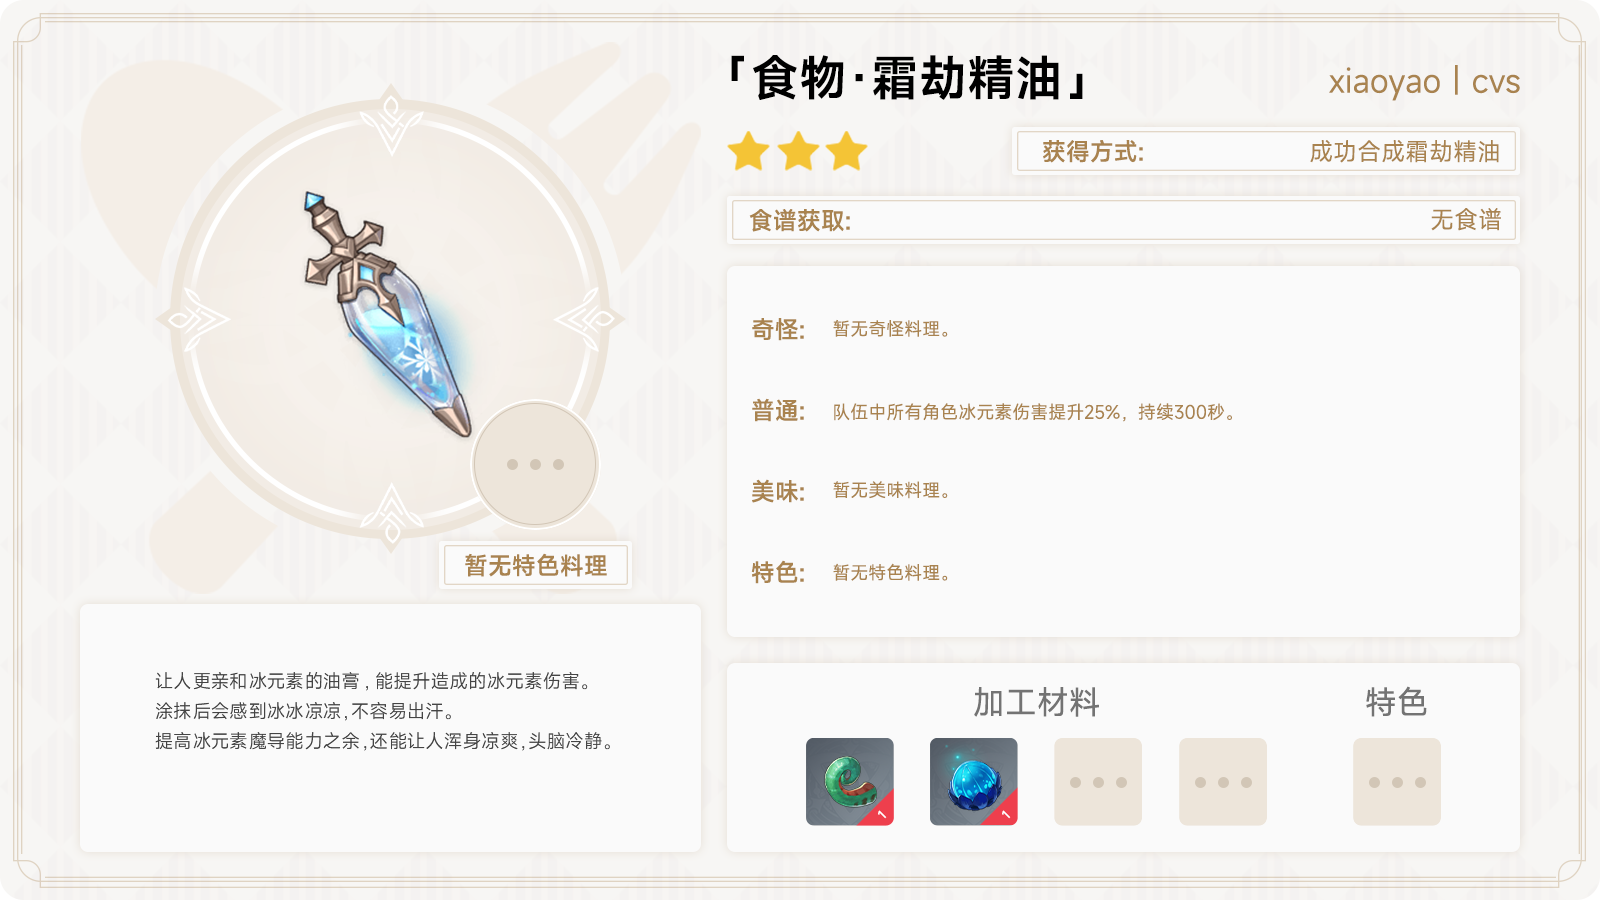 「食物·霜劫精油」
xiaoyao | cvs
获得方式: 成功合成霜劫精油
食谱获取: 无食谱
奇怪: 暂无奇怪料理。
普通: 队伍中所有角色冰元素伤害提升25%，持续300秒。
美味: 暂无美味料理。
特色: 暂无特色料理。
暂无特色料理
让人更亲和冰元素的油膏,能提升造成的冰元素伤害。
涂抹后会感到冰冰凉凉,不容易出汗。
提高冰元素魔导能力之余,还能让人浑身凉爽,头脑冷静。
加工材料 特色
1 1